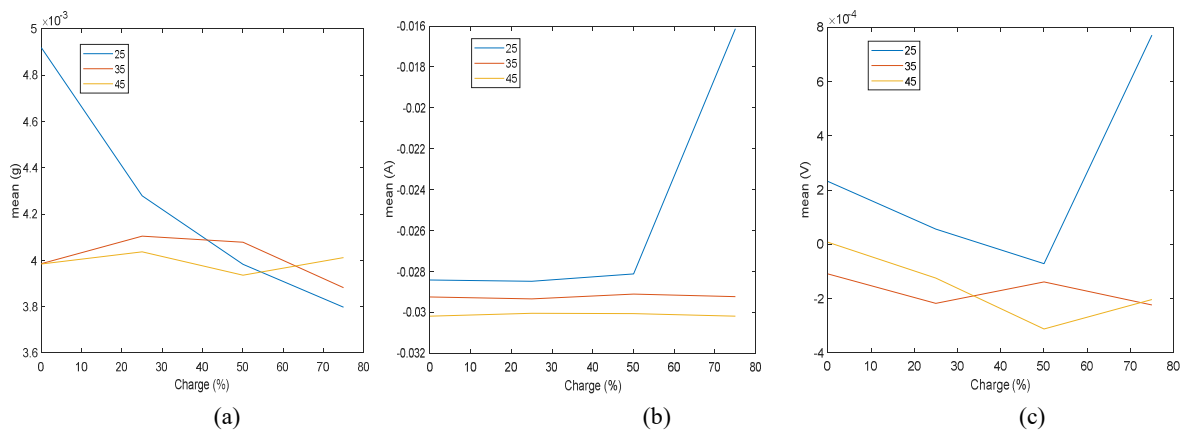 ×10-3
5
4.8
4.6
4.4
4.2
4
3.8
3.6
mean (g)
25
35
45
0 10 20 30 40 50 60 70 80
Charge (%)
(a)
-0.016
-0.018
-0.02
-0.022
-0.024
-0.026
-0.028
-0.03
-0.032
mean (A)
25
35
45
0 10 20 30 40 50 60 70 80
Charge (%)
(b)
×10-4
8
6
4
2
0
-2
-4
mean (V)
25
35
45
0 10 20 30 40 50 60 70 80
Charge (%)
(c)